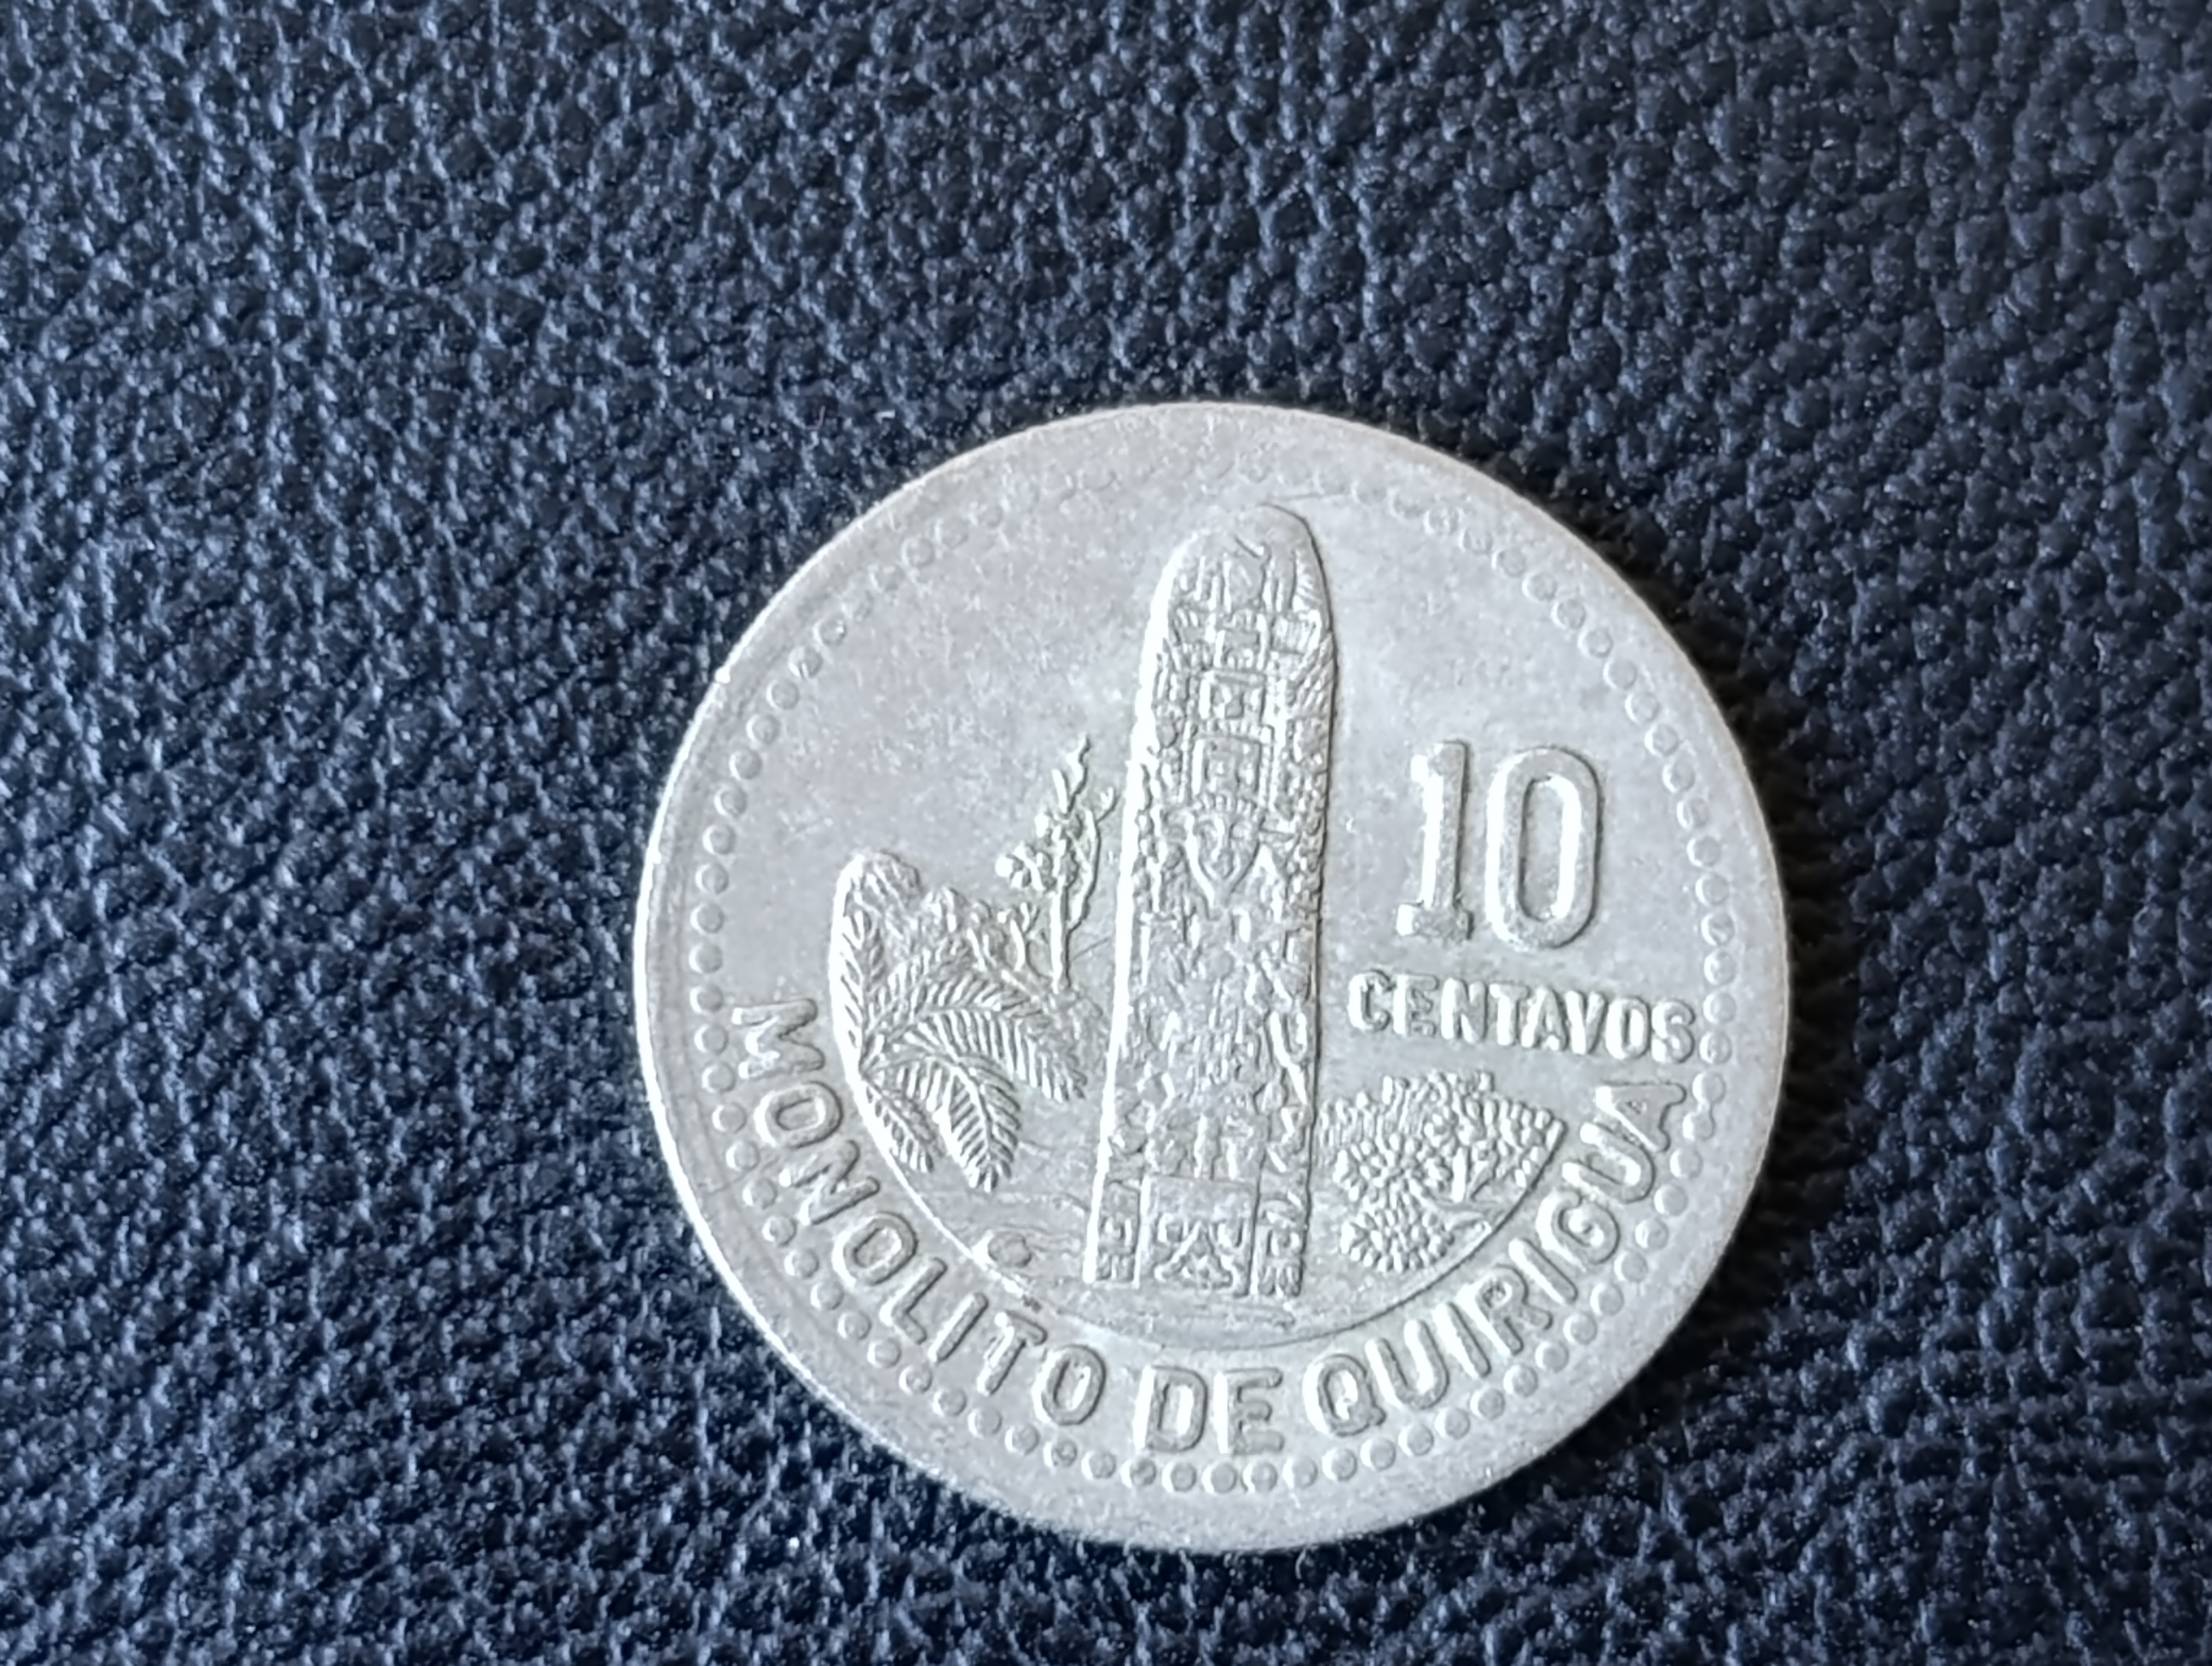 10
CENTAVOS
MONOLITO DE QUIRIGUA